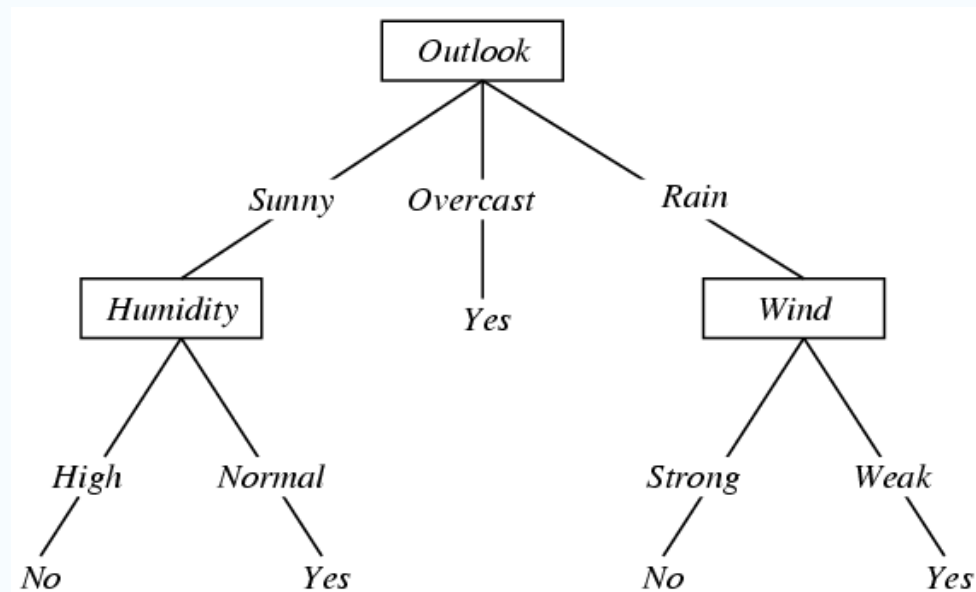 Outlook
Sunny Overcast Rain
Humidity Yes Wind
High Normal Strong Weak
No Yes No Yes